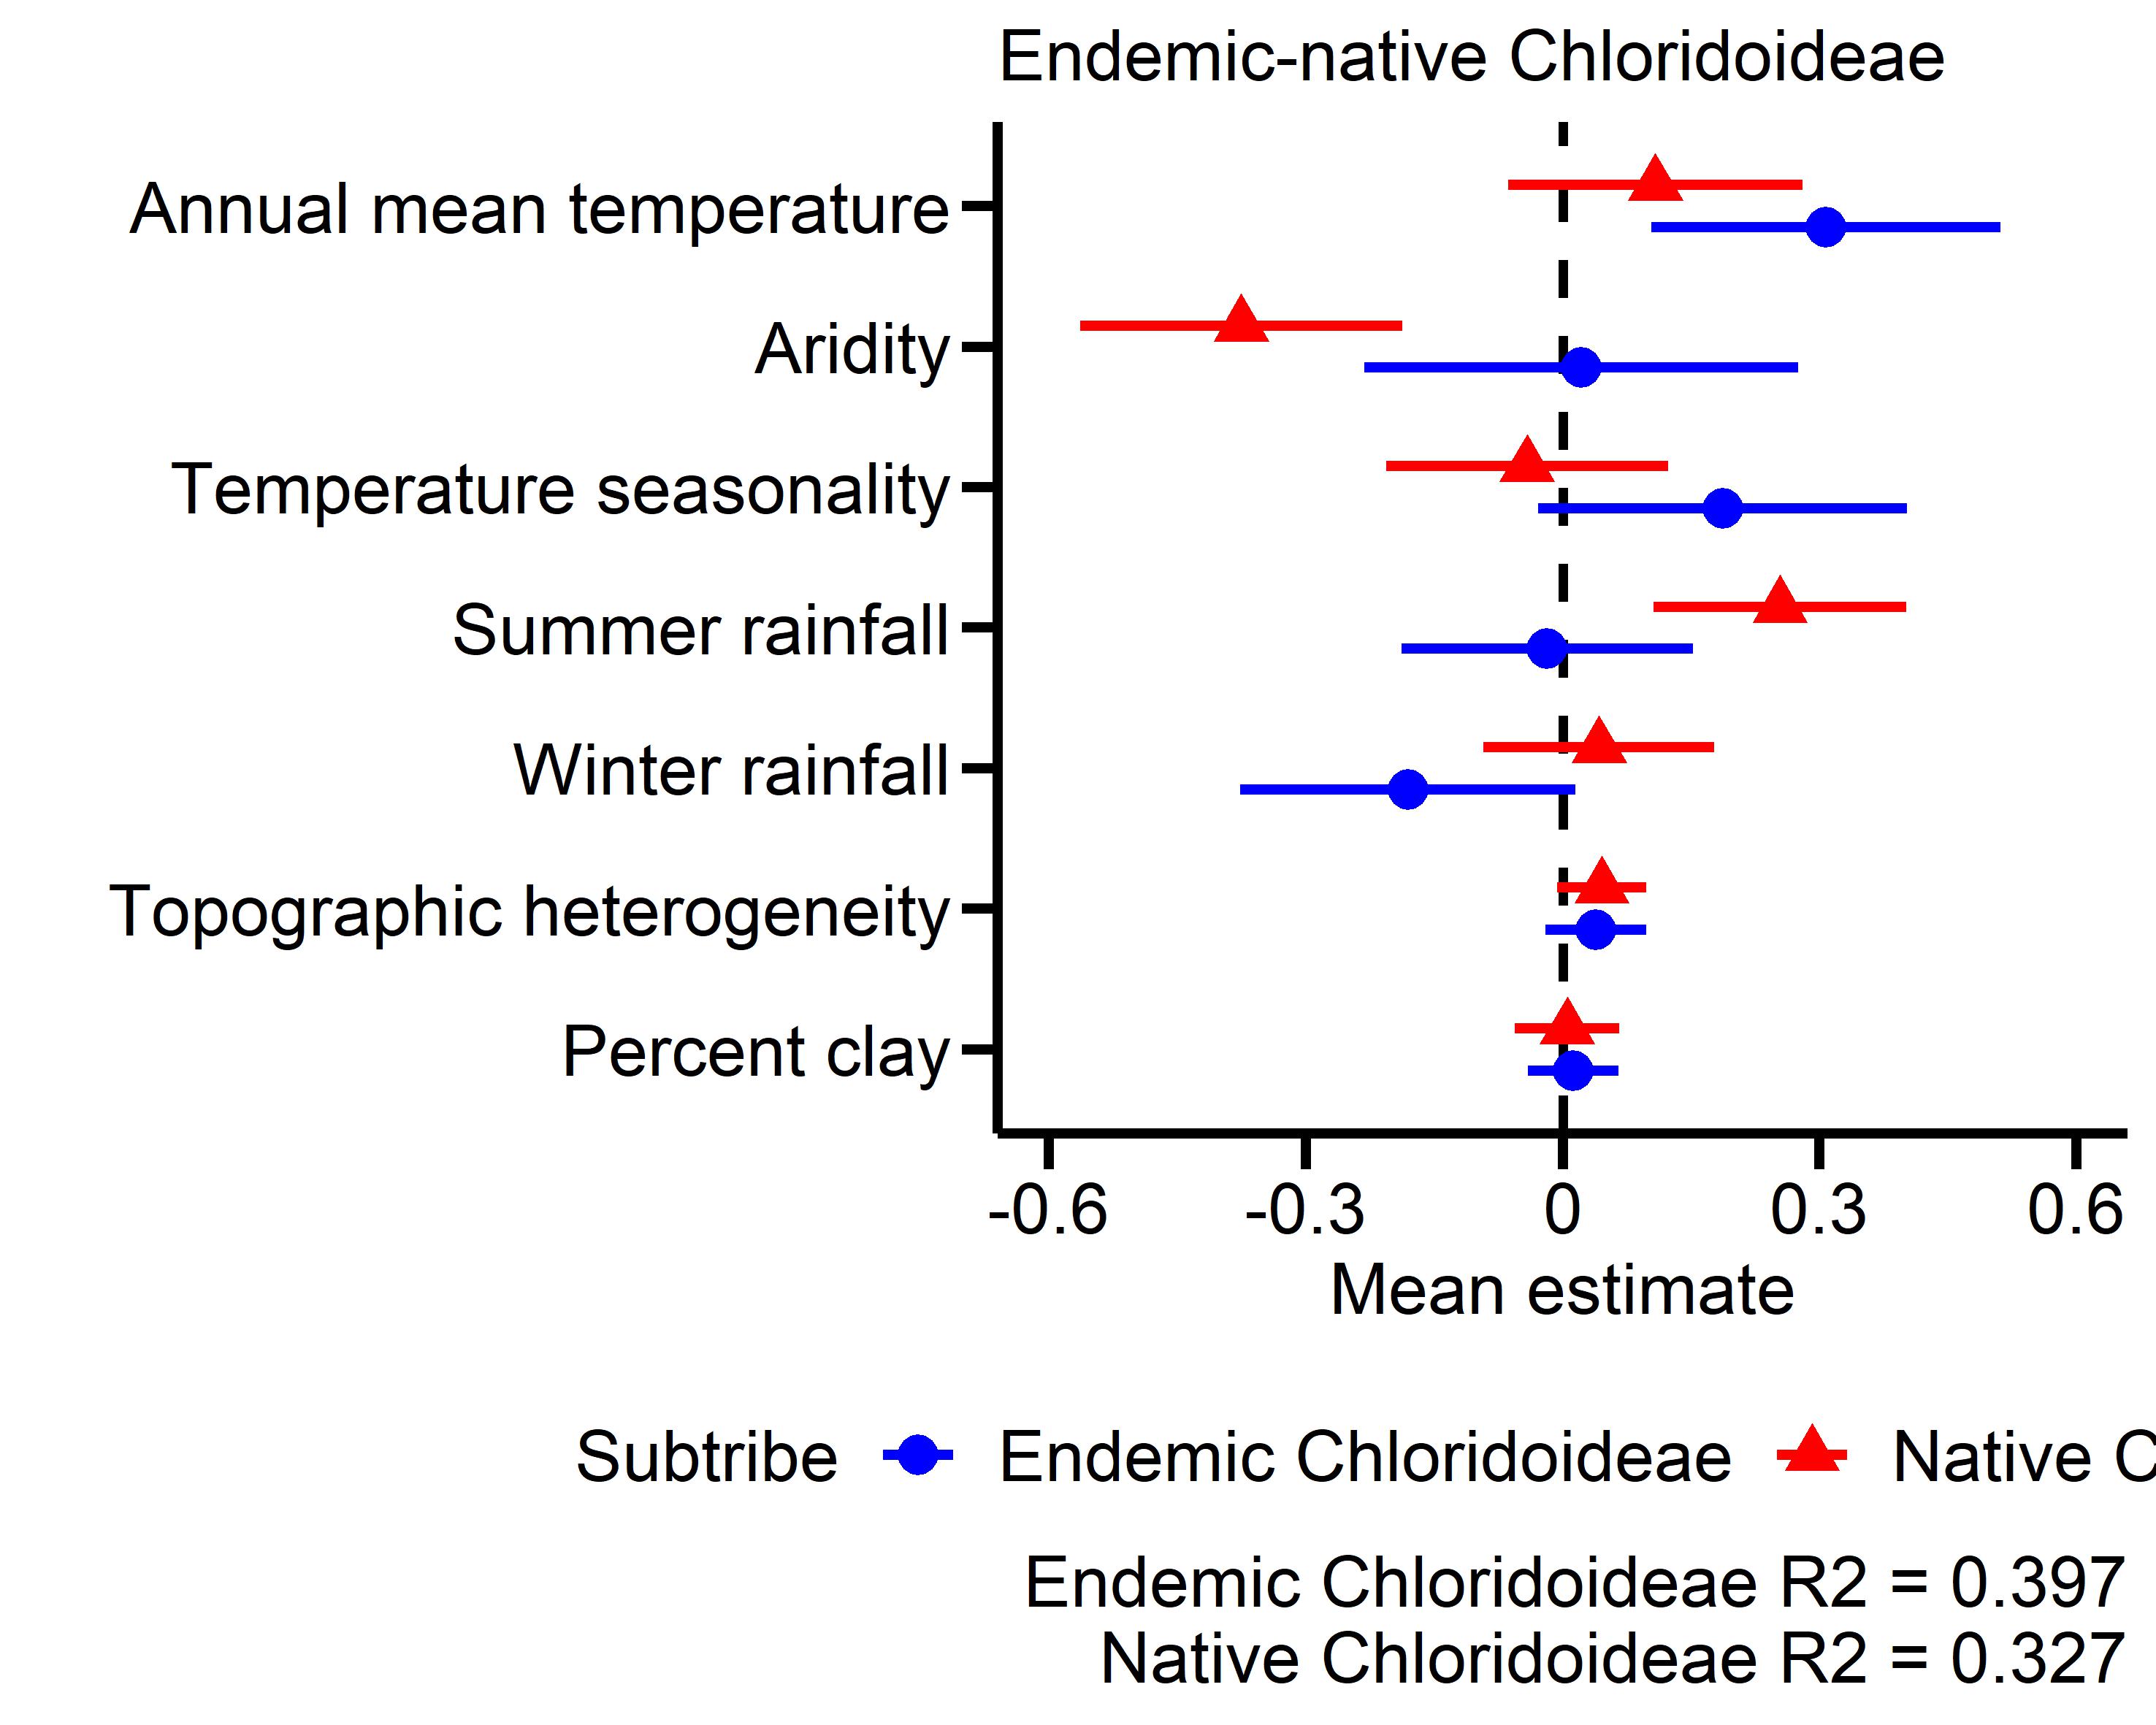 Endemic-native Chloridoideae
Annual mean temperature
Aridity
Temperature seasonality
Summer rainfall
Winter rainfall
Topographic heterogeneity
Percent clay
-0.6 -0.3 0 0.3 0.6
Mean estimate
Subtribe Endemic Chloridoideae Native C
Endemic Chloridoideae R2 = 0.397
Native Chloridoideae R2 = 0.327